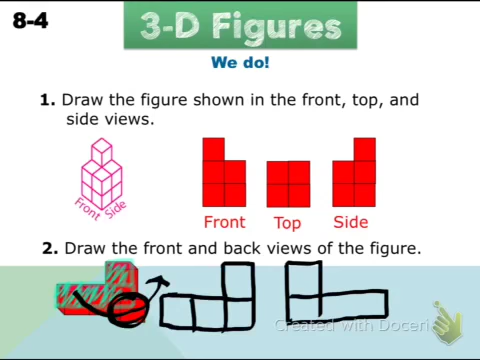 8-4
3-D Figures
We do!
1. Draw the figure shown in the front, top, and
side views.
Front Side
Front Top Side
2. Draw the front and back views of the figure.
Created with Doceri